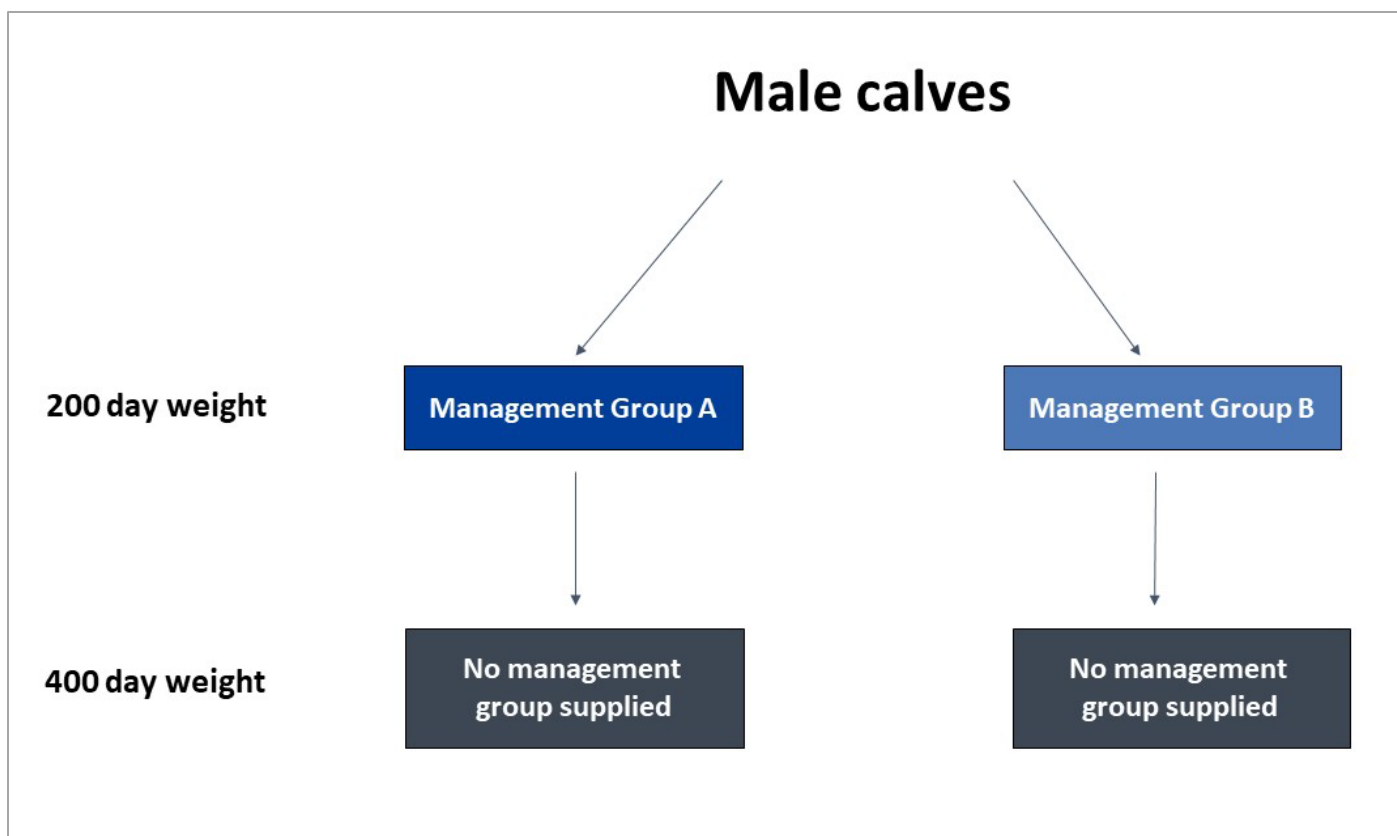 Male calves
200 day weight
Management Group A
Management Group B
400 day weight
No management
group supplied
No management
group supplied